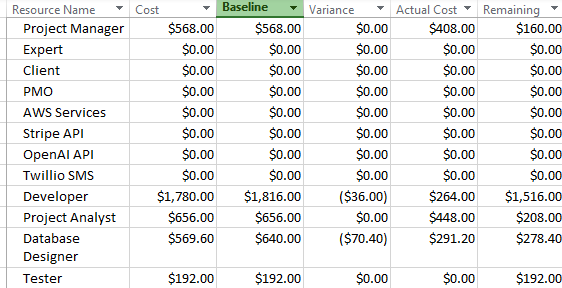 Resource Name Cost Baseline Variance Actual Cost Remaining
Project Manager $568.00 $568.00 $0.00 $408.00 $160.00
Expert $0.00 $0.00 $0.00 $0.00 $0.00
Client $0.00 $0.00 $0.00 $0.00 $0.00
PMO $0.00 $0.00 $0.00 $0.00 $0.00
AWS Services $0.00 $0.00 $0.00 $0.00 $0.00
Stripe API $0.00 $0.00 $0.00 $0.00 $0.00
OpenAI API $0.00 $0.00 $0.00 $0.00 $0.00
Twillio SMS $0.00 $0.00 $0.00 $0.00 $0.00
Developer $1,780.00 $1,816.00 ($36.00) $264.00 $1,516.00
Project Analyst $656.00 $656.00 $0.00 $448.00 $208.00
Database $569.60 $640.00 ($70.40) $291.20 $278.40
Designer
Tester $192.00 $192.00 $0.00 $0.00 $192.00